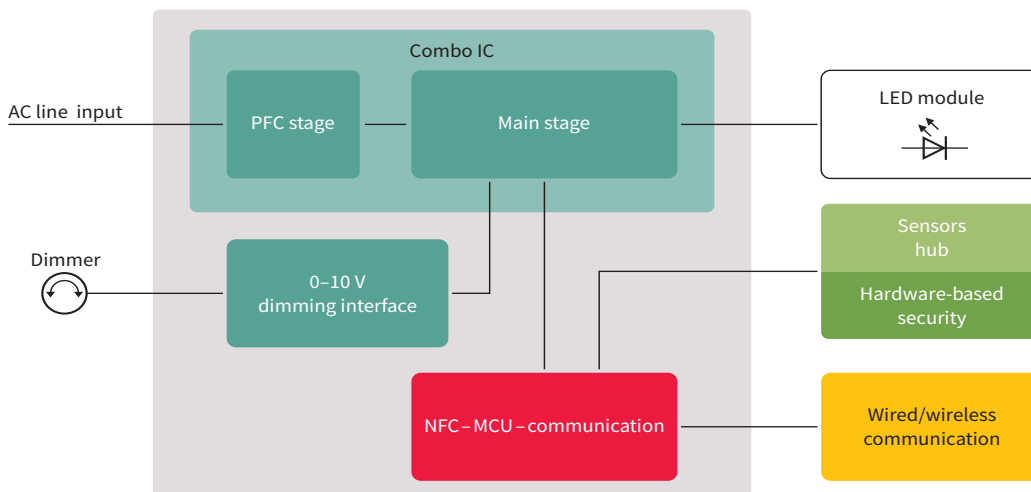 Combo IC
AC line input
PFC stage
Main stage
LED module
Sensors
hub
Dimmer
0–10 V
dimming interface
Hardware-based
security
NFC–MCU–communication
Wired/wireless
communication